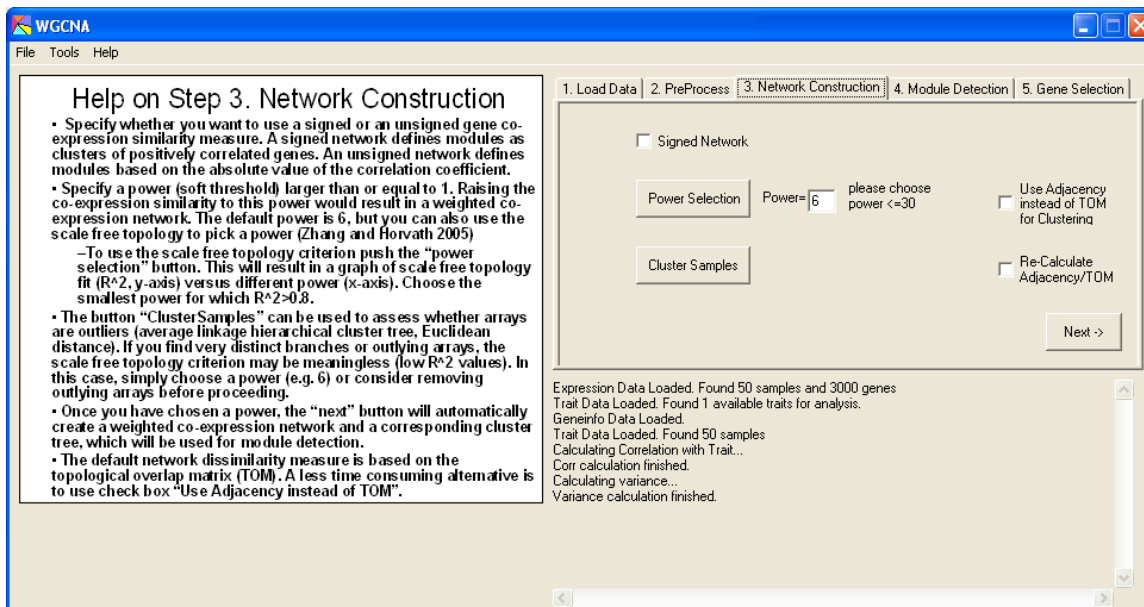 WGCNA
File Tools Help
Help on Step 3. Network Construction
• Specify whether you want to use a signed or an unsigned gene co-
expression similarity measure. A signed network defines modules as
clusters of positively correlated genes. An unsigned network defines
modules based on the absolute value of the correlation coefficient.
• Specify a power (soft threshold) larger than or equal to 1. Raising the
co-expression similarity to this power would result in a weighted co-
expression network. The default power is 6, but you can also use the
scale free topology to pick a power (Zhang and Horvath 2005)
–To use the scale free topology criterion push the “power
selection” button. This will result in a graph of scale free topology
fit (R^2, y-axis) versus different power (x-axis). Choose the
smallest power for which R^2>0.8.
• The button “ClusterSamples” can be used to assess whether arrays
are outliers (average linkage hierarchical cluster tree, Euclidean
distance). If you find very distinct branches or outlying arrays, the
scale free topology criterion may be meaningless (low R^2 values). In
this case, simply choose a power (e.g. 6) or consider removing
outlying arrays before proceeding.
• Once you have chosen a power, the “next” button will automatically
create a weighted co-expression network and a corresponding cluster
tree, which will be used for module detection.
• The default network dissimilarity measure is based on the
topological overlap matrix (TOM). A less time consuming alternative is
to use check box “Use Adjacency instead of TOM”.
1. Load Data 2. PreProcess 3. Network Construction 4. Module Detection 5. Gene Selection
Signed Network
Power Selection Power= 6
please choose
power <=30
Use Adjacency
instead of TOM
for Clustering
Cluster Samples
Re-Calculate
Adjacency/TOM
Next ->
Expression Data Loaded. Found 50 samples and 3000 genes
Trait Data Loaded. Found 1 available traits for analysis.
Geneinfo Data Loaded.
Trait Data Loaded. Found 50 samples
Calculating Correlation with Trait...
Corr calculation finished.
Calculating variance...
Variance calculation finished.